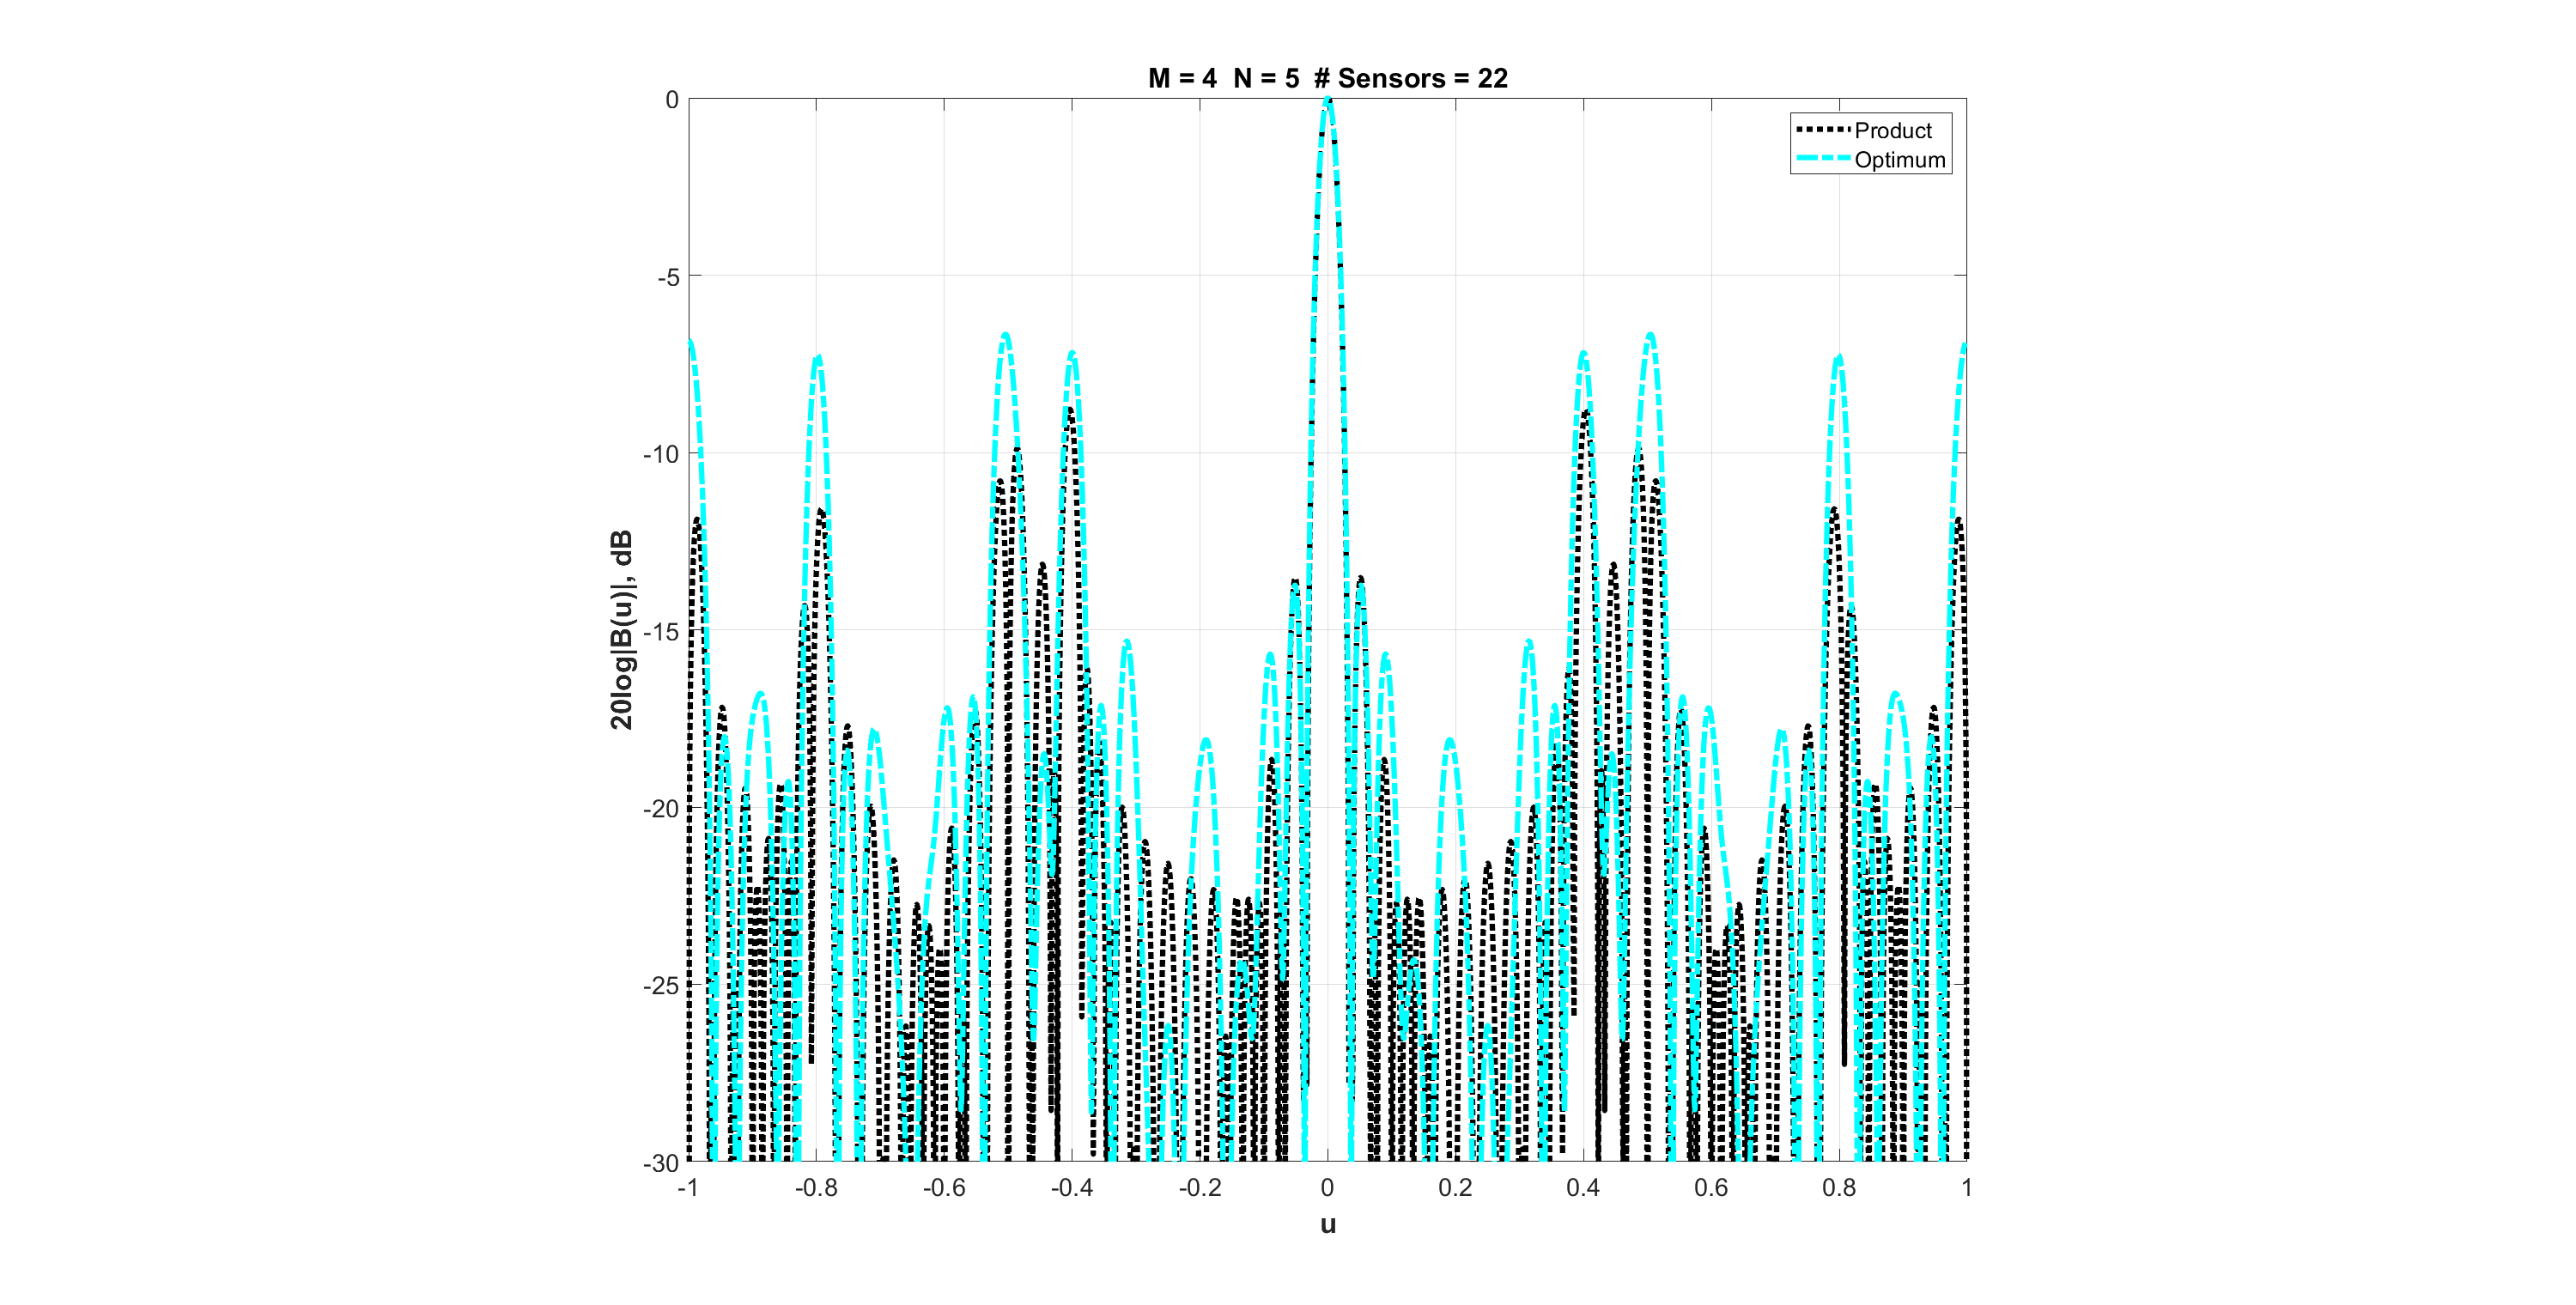 M = 4  N = 5  # Sensors = 22
Product
Optimum
20log|B(u)|, dB
0
-5
-10
-15
-20
-25
-30
-1 -0.8 -0.6 -0.4 -0.2 0 0.2 0.4 0.6 0.8 1
u